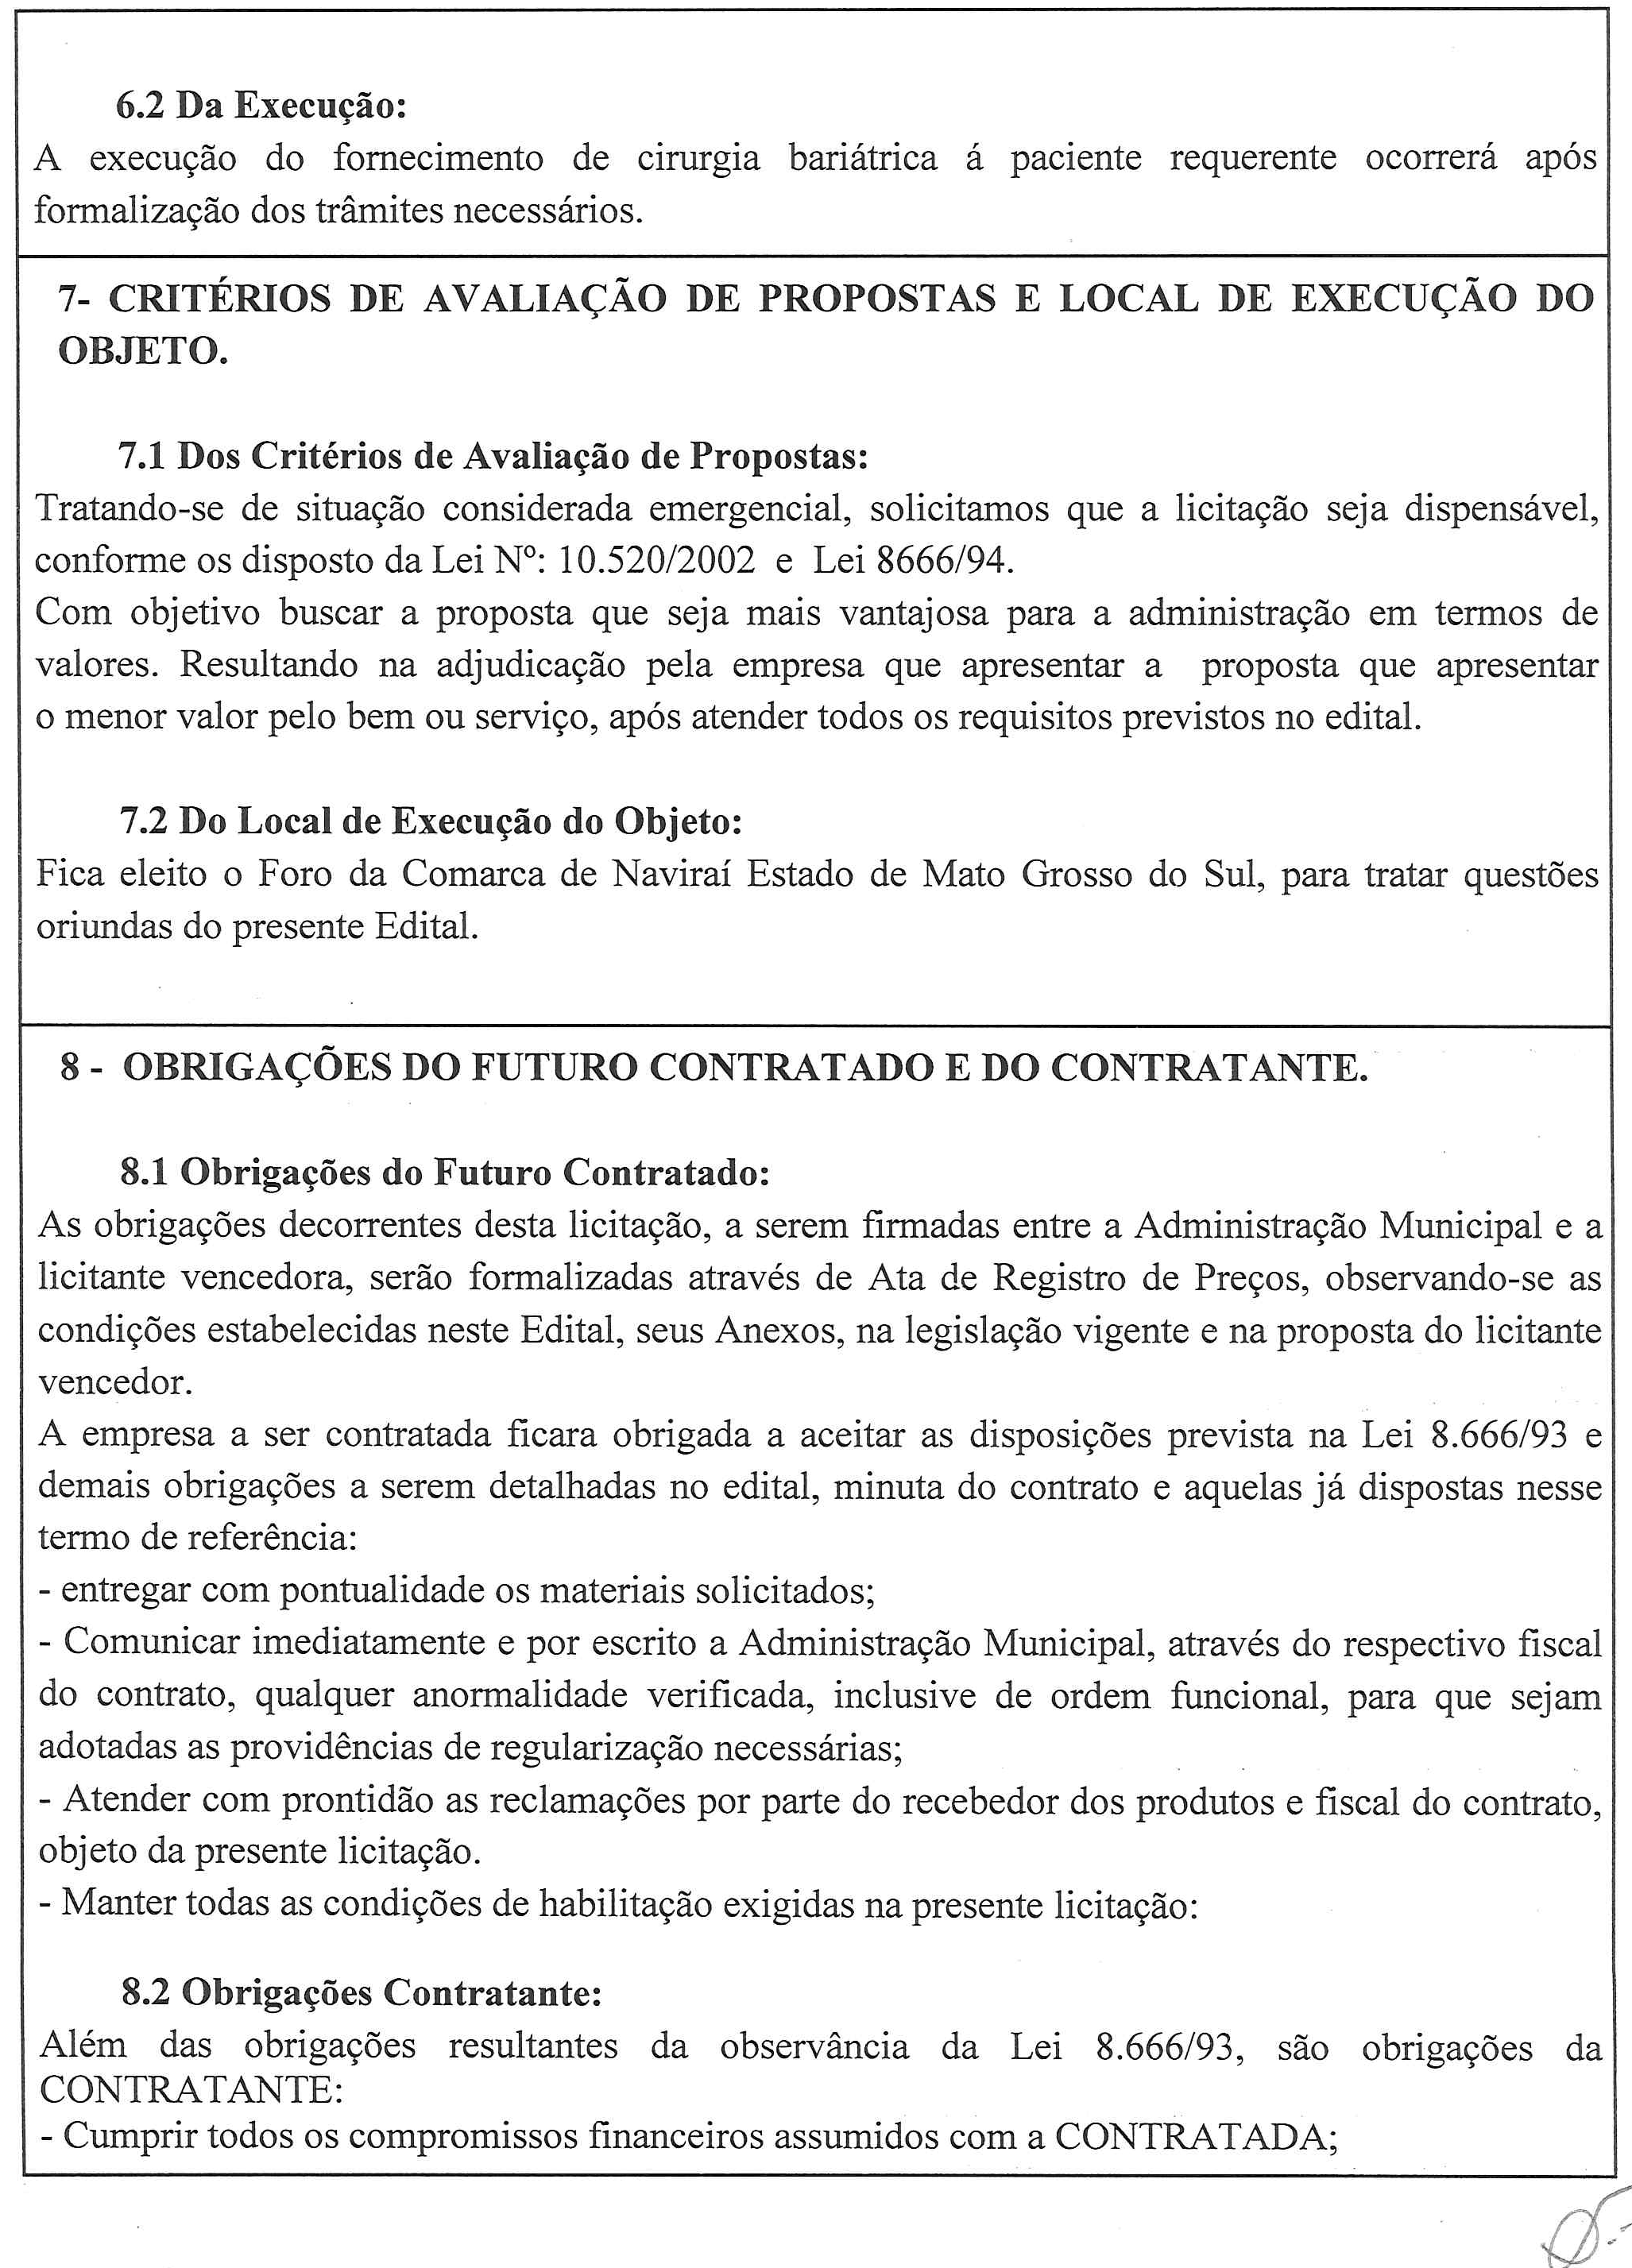 6.2 Da Execução:
A execução do fornecimento de cirurgia bariátrica á paciente requerente ocorrerá após
formalização dos trâmites necessários.
7- CRITÉRIOS DE AVALIAÇÃO DE PROPOSTAS E LOCAL DE EXECUÇÃO DO
OBJETO.
7.1 Dos Critérios de Avaliação de Propostas:
Tratando-se de situação considerada emergencial, solicitamos que a licitação seja dispensável,
conforme os disposto da Lei Nº: 10.520/2002 e Lei 8666/94.
Com objetivo buscar a proposta que seja mais vantajosa para a administração em termos de
valores. Resultando na adjudicação pela empresa que apresentar a proposta que apresentar
o menor valor pelo bem ou serviço, após atender todos os requisitos previstos no edital.
7.2 Do Local de Execução do Objeto:
Fica eleito o Foro da Comarca de Naviraí Estado de Mato Grosso do Sul, para tratar questões
oriundas do presente Edital.
8 - OBRIGAÇÕES DO FUTURO CONTRATADO E DO CONTRATANTE.
8.1 Obrigações do Futuro Contratado:
As obrigações decorrentes desta licitação, a serem firmadas entre a Administração Municipal e a
licitante vencedora, serão formalizadas através de Ata de Registro de Preços, observando-se as
condições estabelecidas neste Edital, seus Anexos, na legislação vigente e na proposta do licitante
vencedor.
A empresa a ser contratada ficara obrigada a aceitar as disposições prevista na Lei 8.666/93 e
demais obrigações a serem detalhadas no edital, minuta do contrato e aquelas já dispostas nesse
termo de referência:
- entregar com pontualidade os materiais solicitados;
- Comunicar imediatamente e por escrito a Administração Municipal, através do respectivo fiscal
do contrato, qualquer anormalidade verificada, inclusive de ordem funcional, para que sejam
adotadas as providências de regularização necessárias;
- Atender com prontidão as reclamações por parte do recebedor dos produtos e fiscal do contrato,
objeto da presente licitação.
- Manter todas as condições de habilitação exigidas na presente licitação:
8.2 Obrigações Contratante:
Além das obrigações resultantes da observância da Lei 8.666/93, são obrigações da
CONTRATANTE:
- Cumprir todos os compromissos financeiros assumidos com a CONTRATADA;